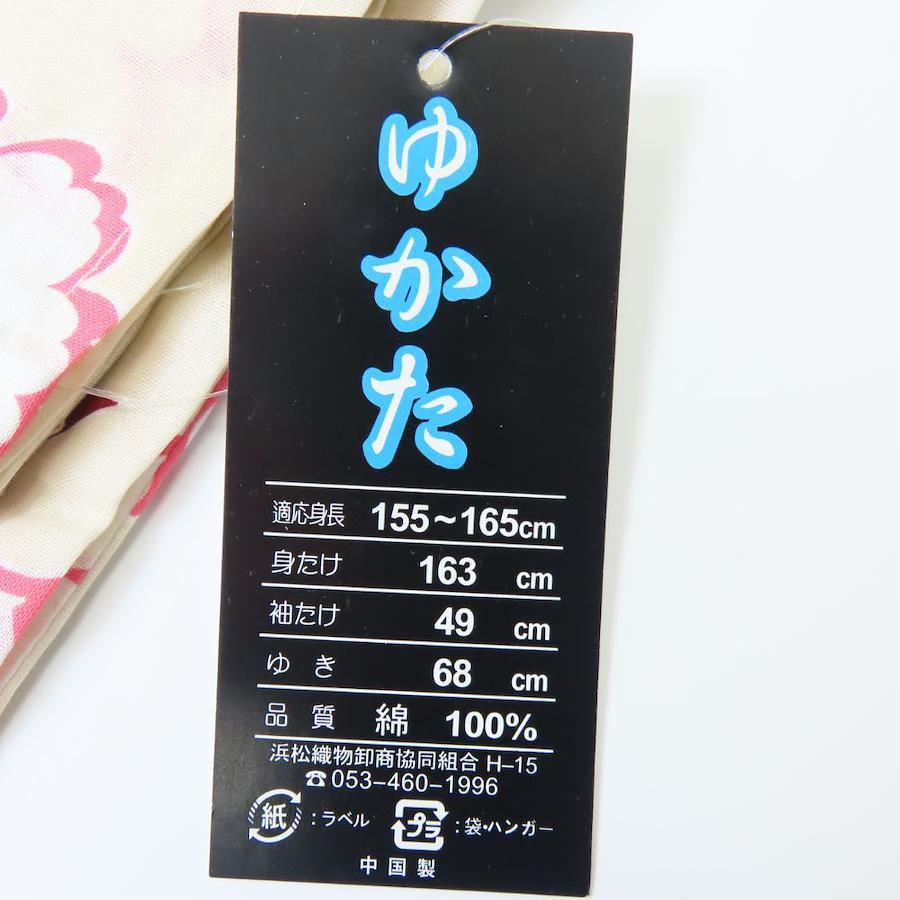 ゆかた
適応身長 155~165cm
身たけ 163 cm
袖たけ 49 cm
ゆき 68 cm
品質 綿 100%
浜松織物卸商協同組合 H-15
☎053-460-1996
紙:ラベル プラ:袋・ハンガー
中国製